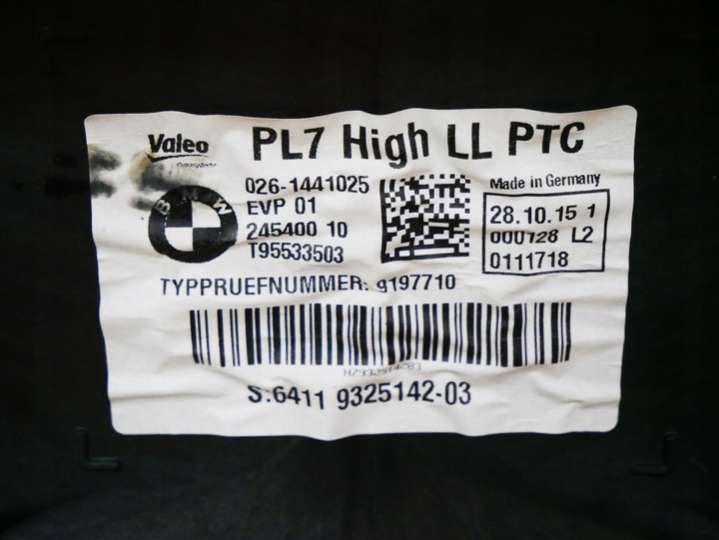 Valeo
PL7 High LL PTC
BMW
026-1441025
EVP 01
245400 10
T95533503
Made in Germany
28.10.15 1
000128 L2
0111718
TYPPRUEFNUMMER: 9197710
S:6411 9325142-03